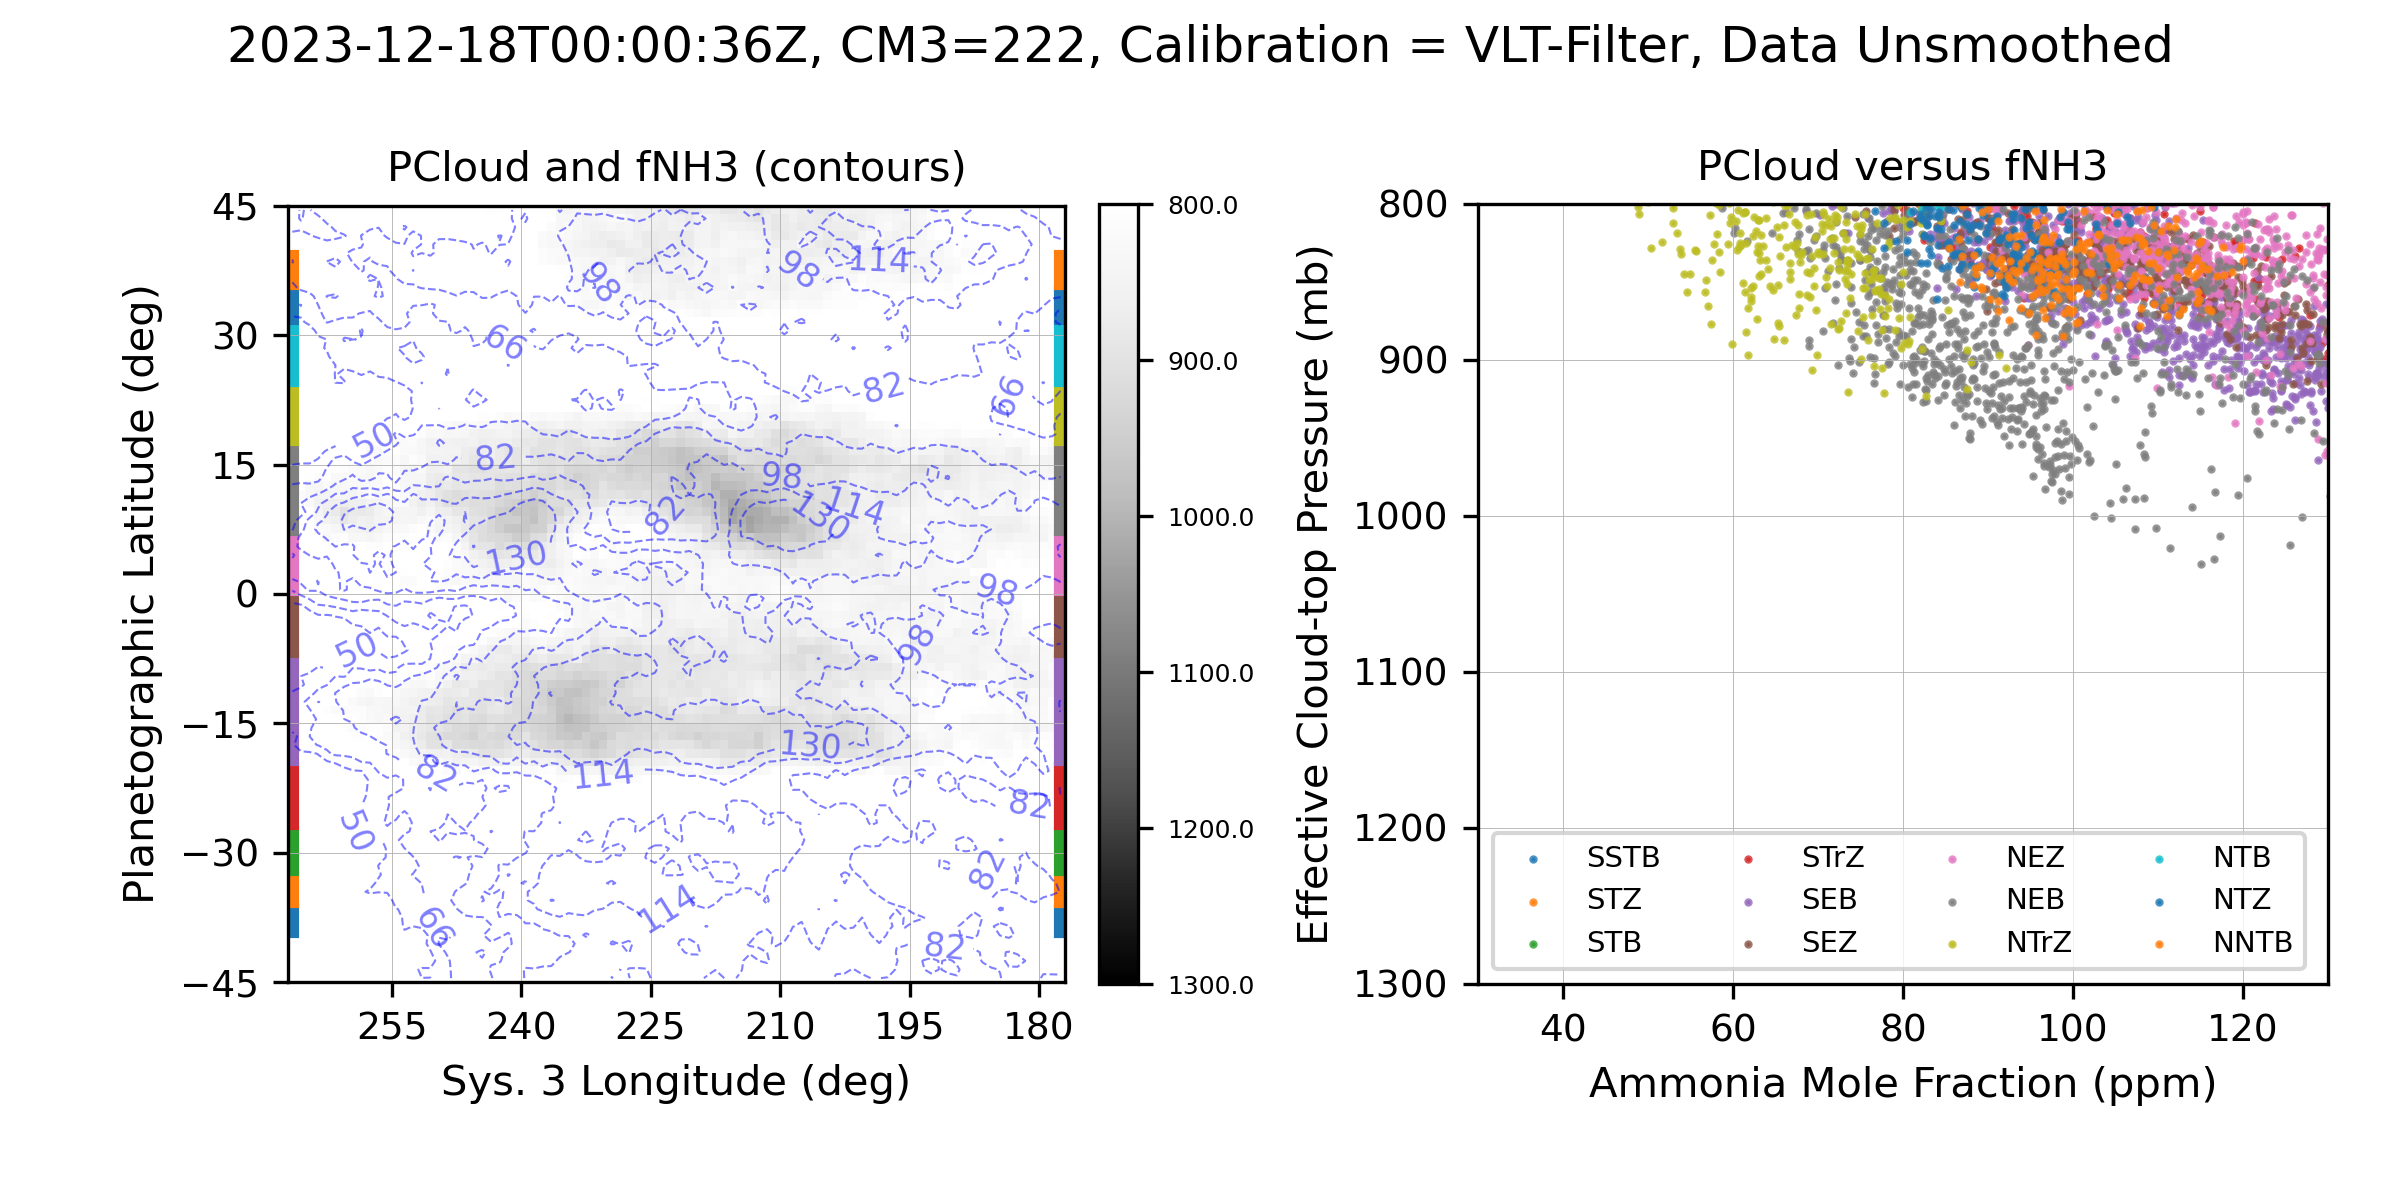 2023-12-18T00:00:36Z, CM3=222, Calibration = VLT-Filter, Data Unsmoothed
PCloud and fNH3 (contours)
Planetographic Latitude (deg)
45
30
15
0
−15
−30
−45
98
98
114
66
82
66
50
82
98
114
130
82
130
98
50
98
130
82
114
50
82
82
114
66
82
255
240
225
210
195
180
Sys. 3 Longitude (deg)
800.0
900.0
1000.0
1100.0
1200.0
1300.0
PCloud versus fNH3
Effective Cloud-top Pressure (mb)
800
900
1000
1100
1200
1300
SSTB
STZ
STB
STrZ
SEB
SEZ
NEZ
NEB
NTrZ
NTB
NTZ
NNTB
40
60
80
100
120
Ammonia Mole Fraction (ppm)